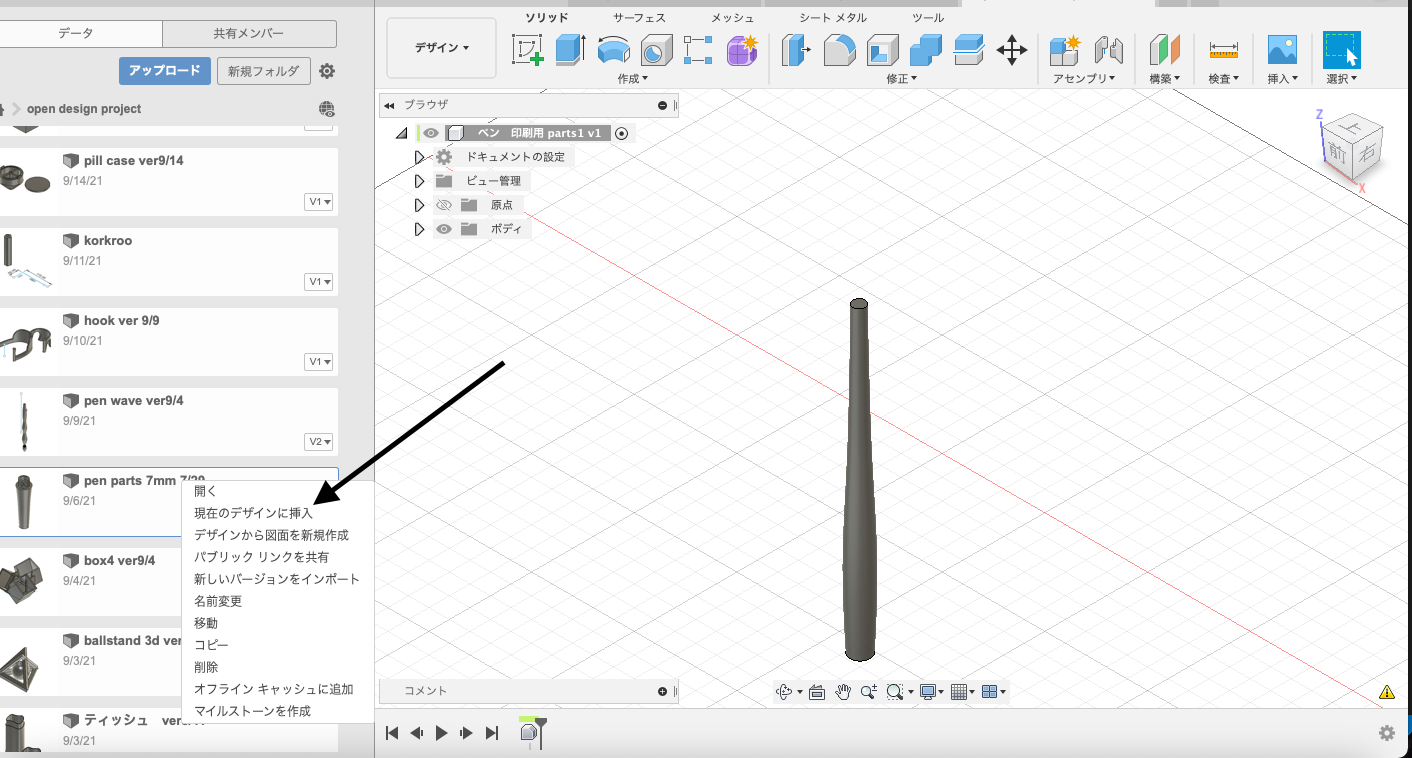 データ 共有メンバー
アップロード 新規フォルダ
open design project
pill case ver9/14
9/14/21
V1
korkroo
9/11/21
V1
hook ver 9/9
9/10/21
V1
pen wave ver9/4
9/9/21
V2
pen parts 7mm 7/29
9/6/21
box4 ver9/4
9/4/21
ballstand 3d ver
9/3/21
ティッシュ ver
9/3/21
開く
現在のデザインに挿入
デザインから図面を新規作成
パブリック リンクを共有
新しいバージョンをインポート
名前変更
移動
コピー
削除
オフライン キャッシュに追加
マイルストーンを作成
デザイン
ソリッド サーフェス メッシュ シート メタル ツール
作成 修正 アセンブリ 構築 検査 挿入 選択
ブラウザ
ペン 印刷用 parts1 v1
ドキュメントの設定
ビュー管理
原点
ボディ
Z
上
前 右
X
コメント